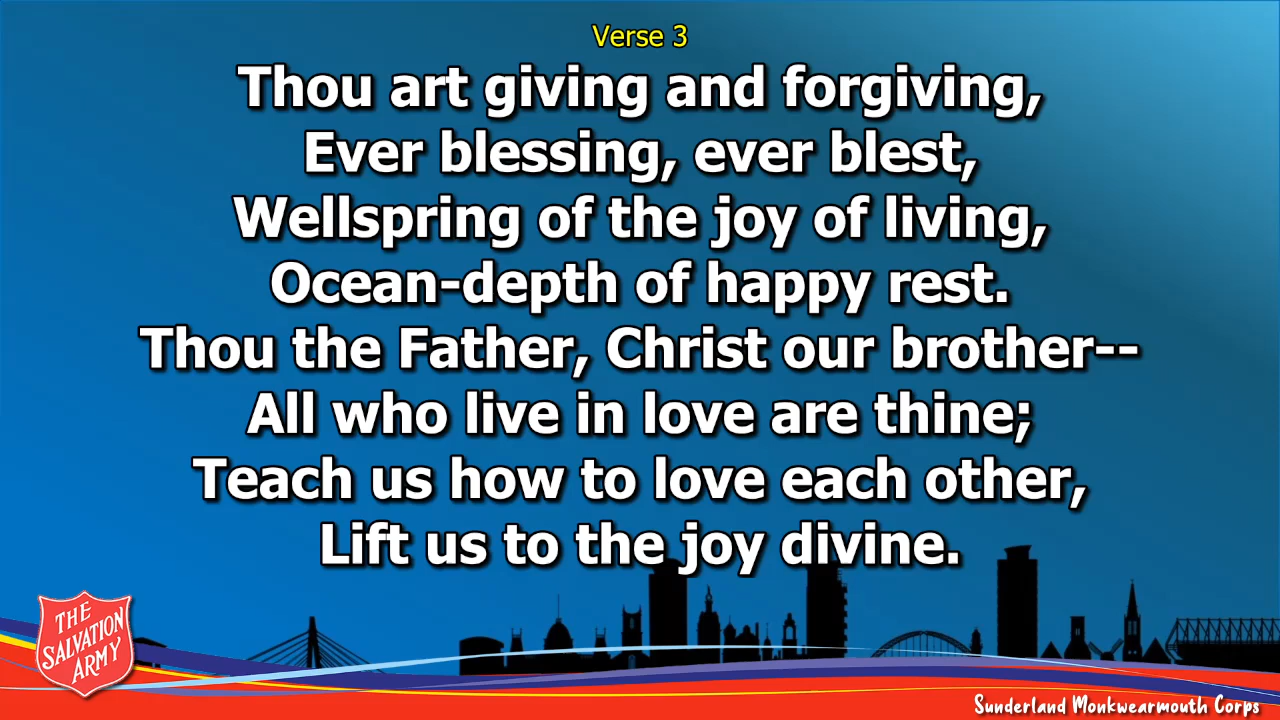 Verse 3
Thou art giving and forgiving,
Ever blessing, ever blest,
Wellspring of the joy of living,
Ocean-depth of happy rest.
Thou the Father, Christ our brother--
All who live in love are thine;
Teach us how to love each other,
Lift us to the joy divine.
THE
SALVATION
ARMY
Sunderland Monkwearmouth Corps